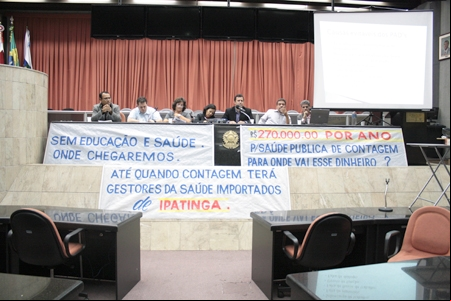 SEM EDUCAÇÃO E SAÚDE.
ONDE CHEGAREMOS.
ATÉ QUANDO CONTAGEM TERÁ
GESTORES DA SAÚDE IMPORTADOS
de IPATINGA.
R$270.000,00 POR ANO
P/SAÚDE PUBLICA DE CONTAGEM
PARA ONDE VAI ESSE DINHEIRO ?